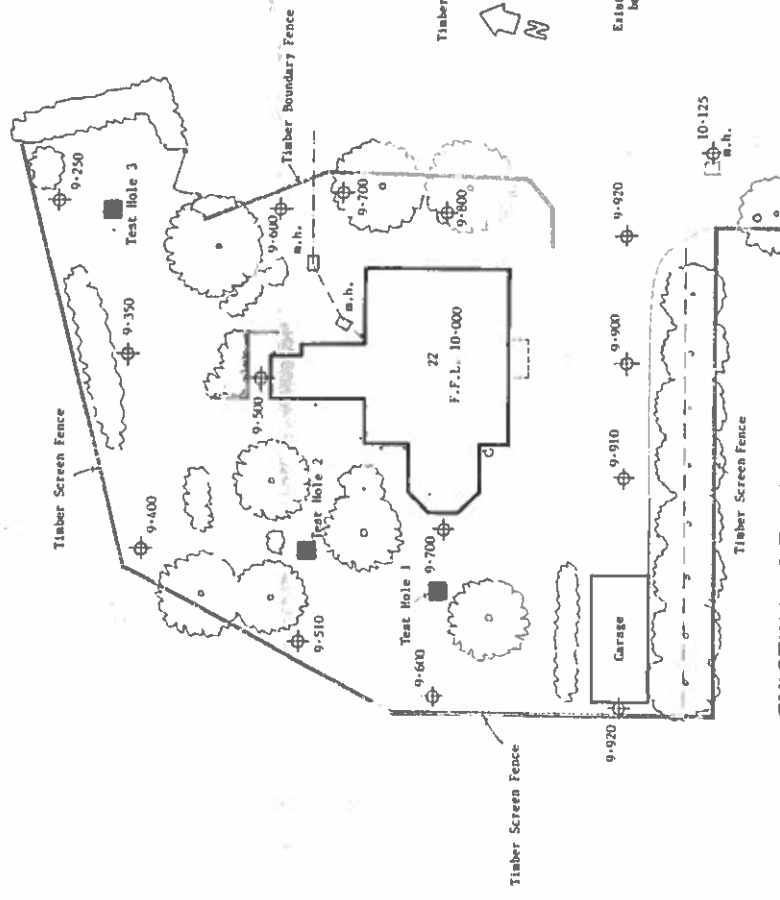 Timber
N
Timber Boundary Fence
9·250
Test Hole 3
9·350
Timber Screen Fence
9·400
9·600
m.h.
9·700
9·800
m.h.
9·500
22
F.F.L. 10·000
Test Hole 2
9·510
9·700
Test Hole 1
9·600
10·125
m.h.
9·920
9·900
9·910
Timber Screen Fence
Garage
9·920
Timber Screen Fence